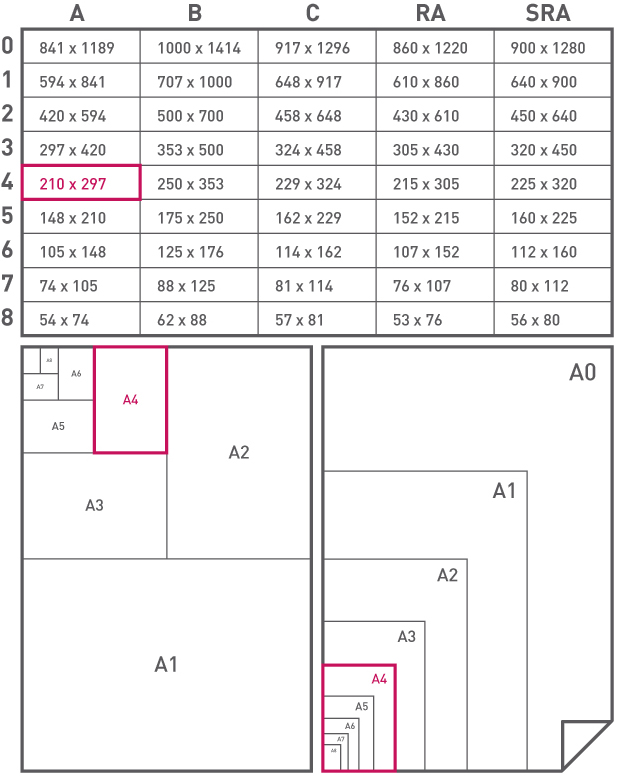 A B C RA SRA
0 841 x 1189 1000 x 1414 917 x 1296 860 x 1220 900 x 1280
1 594 x 841 707 x 1000 648 x 917 610 x 860 640 x 900
2 420 x 594 500 x 700 458 x 648 430 x 610 450 x 640
3 297 x 420 353 x 500 324 x 458 305 x 430 320 x 450
4 210 x 297 250 x 353 229 x 324 215 x 305 225 x 320
5 148 x 210 175 x 250 162 x 229 152 x 215 160 x 225
6 105 x 148 125 x 176 114 x 162 107 x 152 112 x 160
7 74 x 105 88 x 125 81 x 114 76 x 107 80 x 112
8 54 x 74 62 x 88 57 x 81 53 x 76 56 x 80
A8
A7
A6
A5
A4
A3
A2
A1
A0
A1
A2
A3
A4
A5
A6
A7
A8